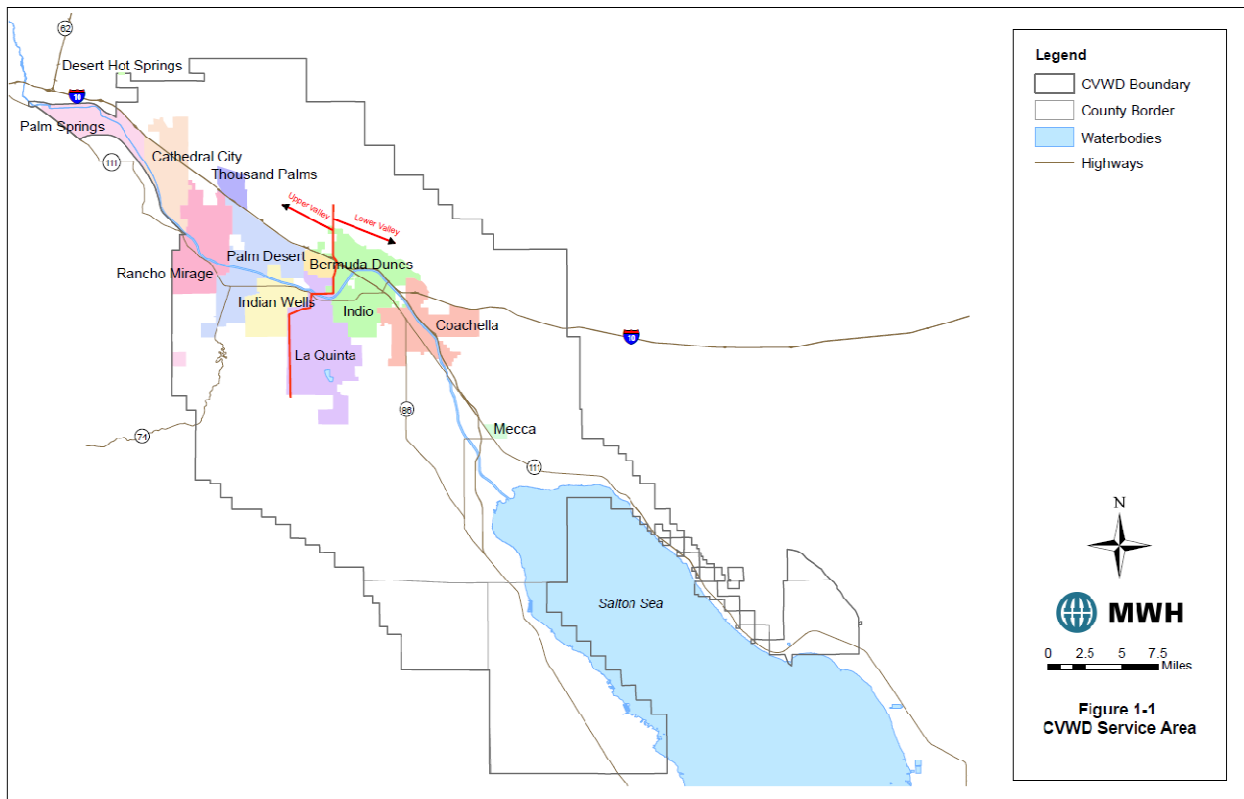 62
Desert Hot Springs
10
Palm Springs
111
Cathedral City
Thousand Palms
Upper Valley
Lower Valley
Rancho Mirage
Palm Desert
Bermuda Dunes
Indian Wells
Indio
Coachella
10
La Quinta
86
74
Mecca
111
Salton Sea
Legend
CVWD Boundary
County Border
Waterbodies
Highways
N
MWH
0 2.5 5 7.5
Miles
Figure 1-1
CVWD Service Area